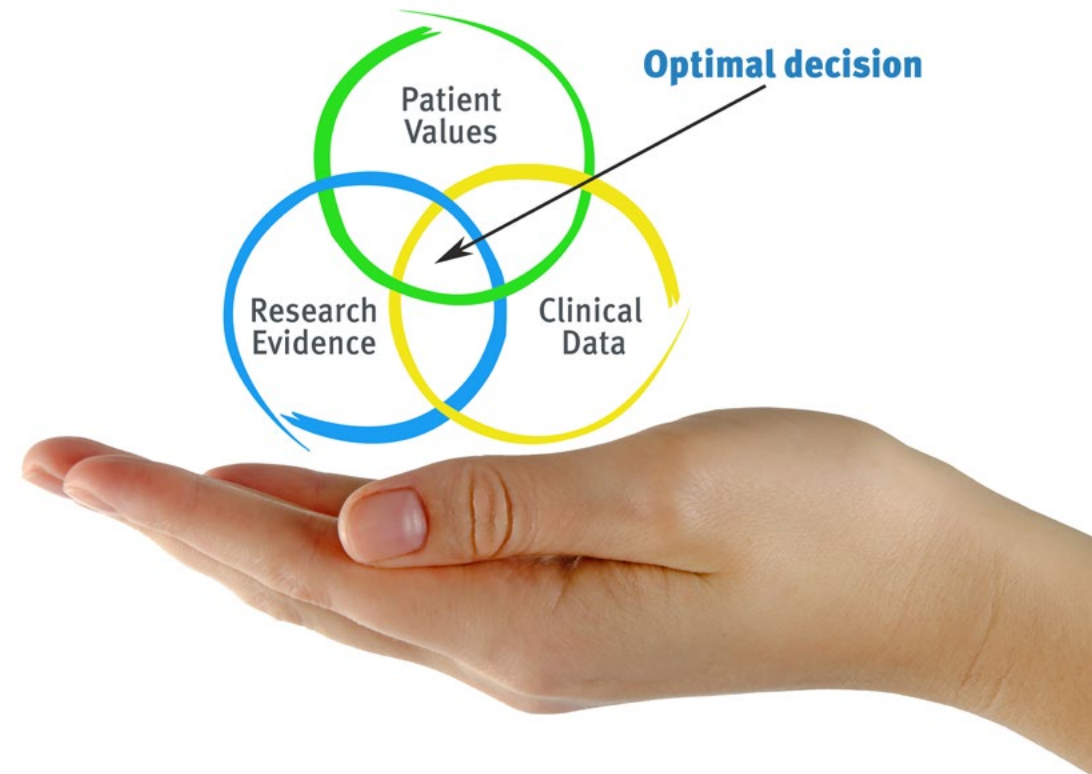 Optimal decision
Patient
Values
Research
Evidence
Clinical
Data